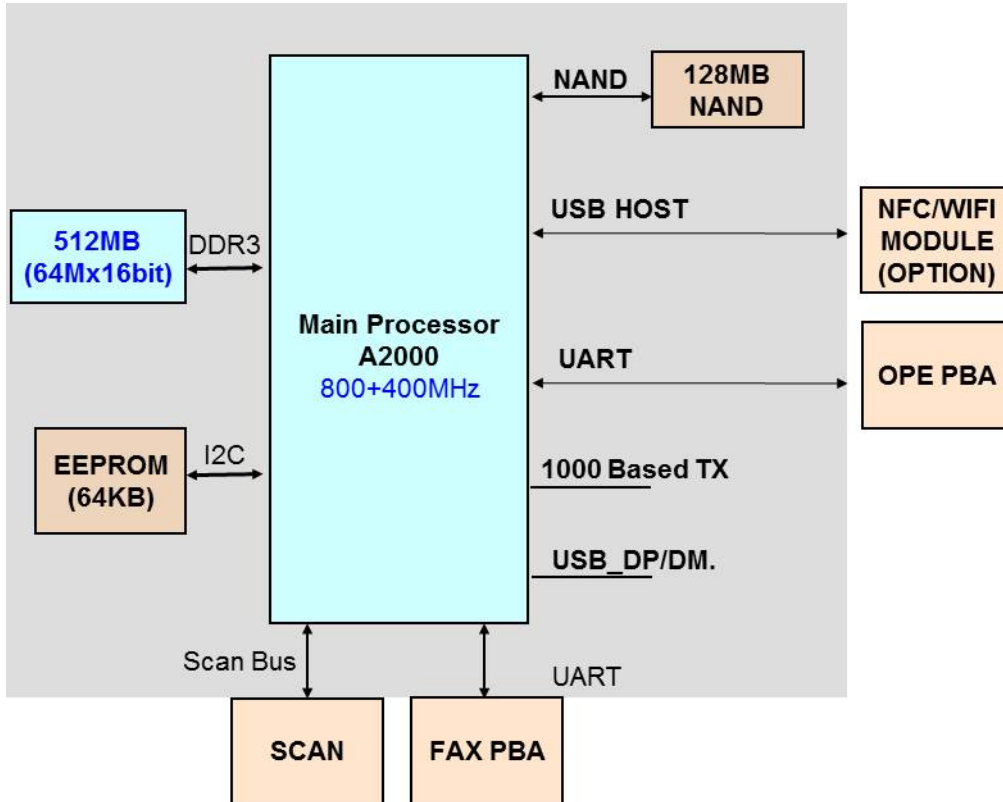 NAND
128MB
NAND
USB HOST
NFC/WIFI
MODULE
(OPTION)
512MB
(64Mx16bit)
DDR3
Main Processor
A2000
800+400MHz
UART
OPE PBA
EEPROM
(64KB)
I2C
1000 Based TX
USB_DP/DM.
Scan Bus
UART
SCAN
FAX PBA